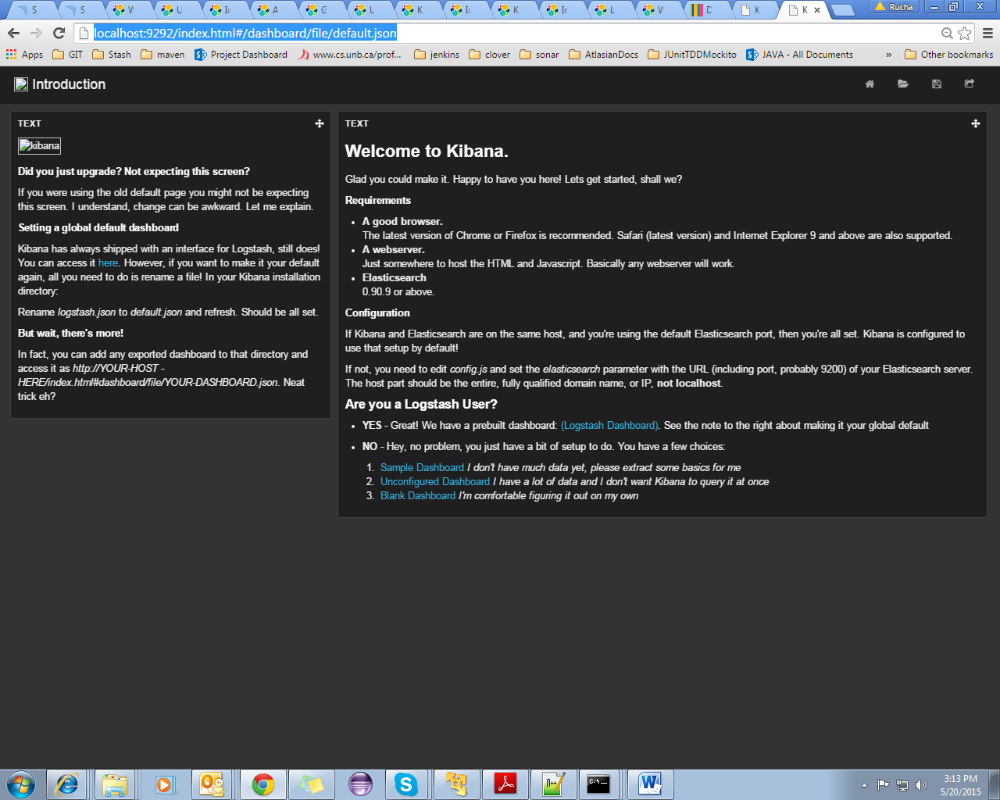 S
S
W
U
In
A
G
U
K
In
K
In
L
W
D
K
K
Rucha
localhost:9292/index.html#/dashboard/file/default.json
Apps
GIT
Stash
maven
Project Dashboard
www.cs.unb.ca/prof...
jenkins
clover
sonar
AtlasianDocs
JUnitTDDMockito
JAVA - All Documents
»
Other bookmarks
Introduction
TEXT
kibana
Did you just upgrade? Not expecting this screen?
If you were using the old default page you might not be expecting
this screen. I understand, change can be awkward. Let me explain.
Setting a global default dashboard
Kibana has always shipped with an interface for Logstash, still does!
You can access it here. However, if you want to make it your default
again, all you need to do is rename a file! In your Kibana installation
directory:
Rename logstash.json to default.json and refresh. Should be all set.
But wait, there's more!
In fact, you can add any exported dashboard to that directory and
access it as http://YOUR-HOST -
HERE/index.html#dashboard/file/YOUR-DASHBOARD.json. Neat
trick eh?
TEXT
Welcome to Kibana.
Glad you could make it. Happy to have you here! Lets get started, shall we?
Requirements
• A good browser.
The latest version of Chrome or Firefox is recommended. Safari (latest version) and Internet Explorer 9 and above are also supported.
• A webserver.
Just somewhere to host the HTML and Javascript. Basically any webserver will work.
• Elasticsearch
0.90.9 or above.
Configuration
If Kibana and Elasticsearch are on the same host, and you're using the default Elasticsearch port, then you're all set. Kibana is configured to
use that setup by default!
If not, you need to edit config.js and set the elasticsearch parameter with the URL (including port, probably 9200) of your Elasticsearch server.
The host part should be the entire, fully qualified domain name, or IP, not localhost.
Are you a Logstash User?
• YES - Great! We have a prebuilt dashboard: (Logstash Dashboard). See the note to the right about making it your global default
• NO - Hey, no problem, you just have a bit of setup to do. You have a few choices:
1. Sample Dashboard I don't have much data yet, please extract some basics for me
2. Unconfigured Dashboard I have a lot of data and I don't want Kibana to query it at once
3. Blank Dashboard I'm comfortable figuring it out on my own
3:13 PM
5/20/2015